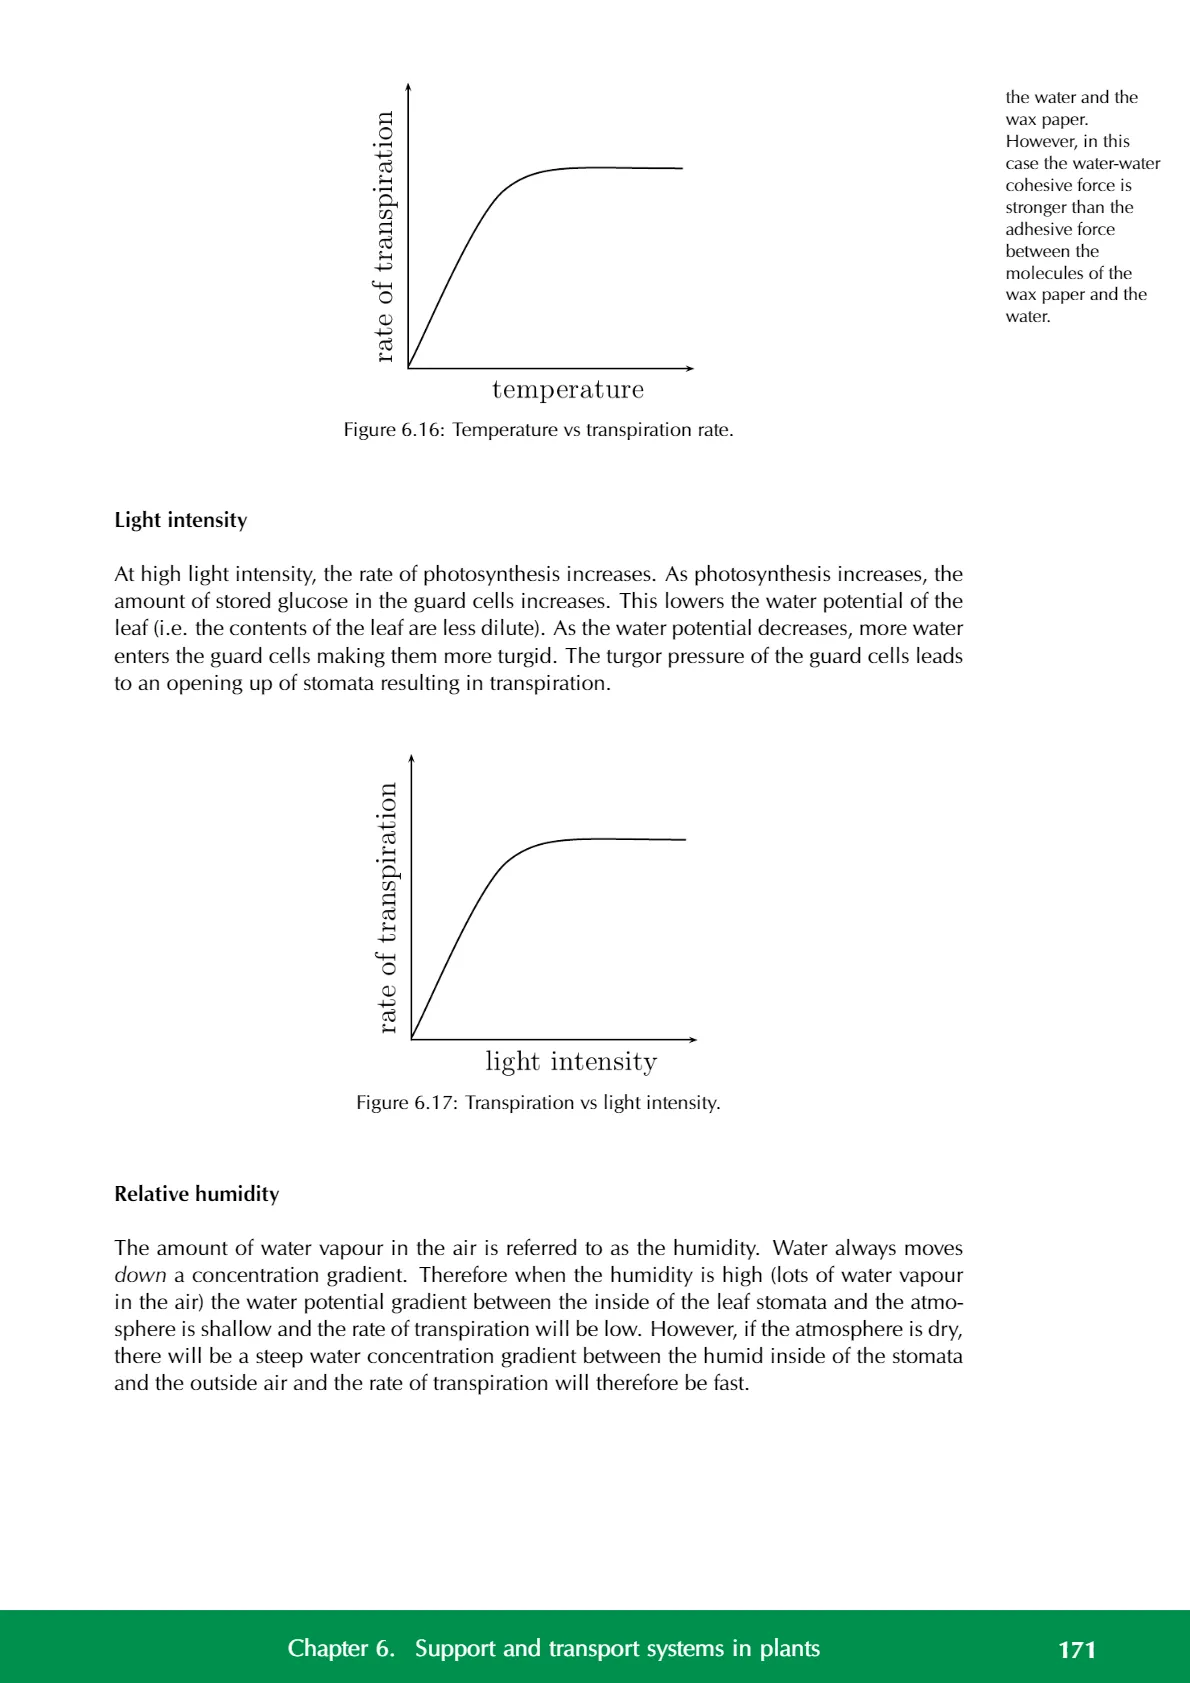 rate of transpiration
temperature
Figure 6.16: Temperature vs transpiration rate.
the water and the
wax paper.
However, in this
case the water-water
cohesive force is
stronger than the
adhesive force
between the
molecules of the
wax paper and the
water.
Light intensity
At high light intensity, the rate of photosynthesis increases. As photosynthesis increases, the
amount of stored glucose in the guard cells increases. This lowers the water potential of the
leaf (i.e. the contents of the leaf are less dilute). As the water potential decreases, more water
enters the guard cells making them more turgid. The turgor pressure of the guard cells leads
to an opening up of stomata resulting in transpiration.
rate of transpiration
light intensity
Figure 6.17: Transpiration vs light intensity.
Relative humidity
The amount of water vapour in the air is referred to as the humidity. Water always moves
down a concentration gradient. Therefore when the humidity is high (lots of water vapour
in the air) the water potential gradient between the inside of the leaf stomata and the atmo-
sphere is shallow and the rate of transpiration will be low. However, if the atmosphere is dry,
there will be a steep water concentration gradient between the humid inside of the stomata
and the outside air and the rate of transpiration will therefore be fast.
Chapter 6. Support and transport systems in plants 171